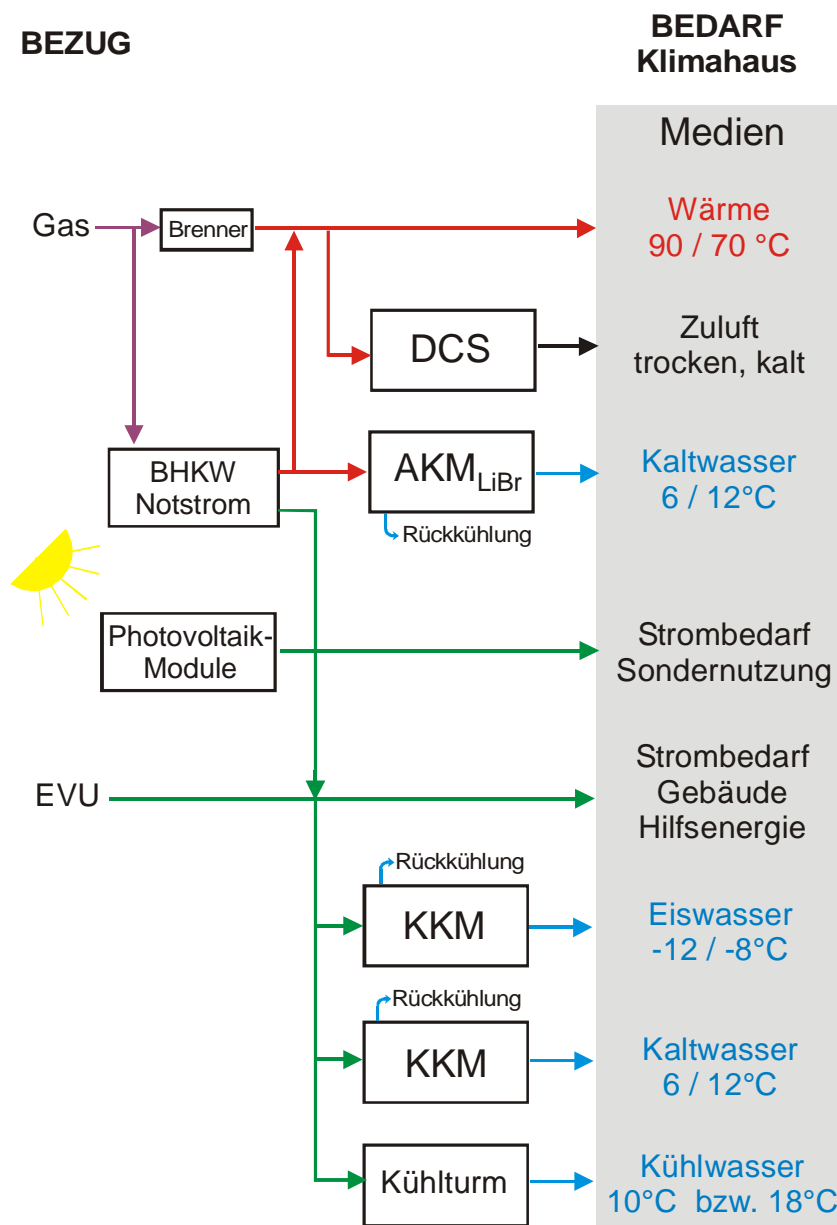 BEZUG
BEDARF
Klimahaus
Medien
Gas
Brenner
Wärme
90 / 70 °C
DCS
Zuluft
trocken, kalt
BHKW
Notstrom
AKM LiBr
Rückkühlung
Kaltwasser
6 / 12°C
Photovoltaik-
Module
Strombedarf
Sondernutzung
EVU
Strombedarf
Gebäude
Hilfsenergie
Rückkühlung
KKM
Eiswasser
-12 / -8°C
Rückkühlung
KKM
Kaltwasser
6 / 12°C
Kühlturm
Kühlwasser
10°C bzw. 18°C